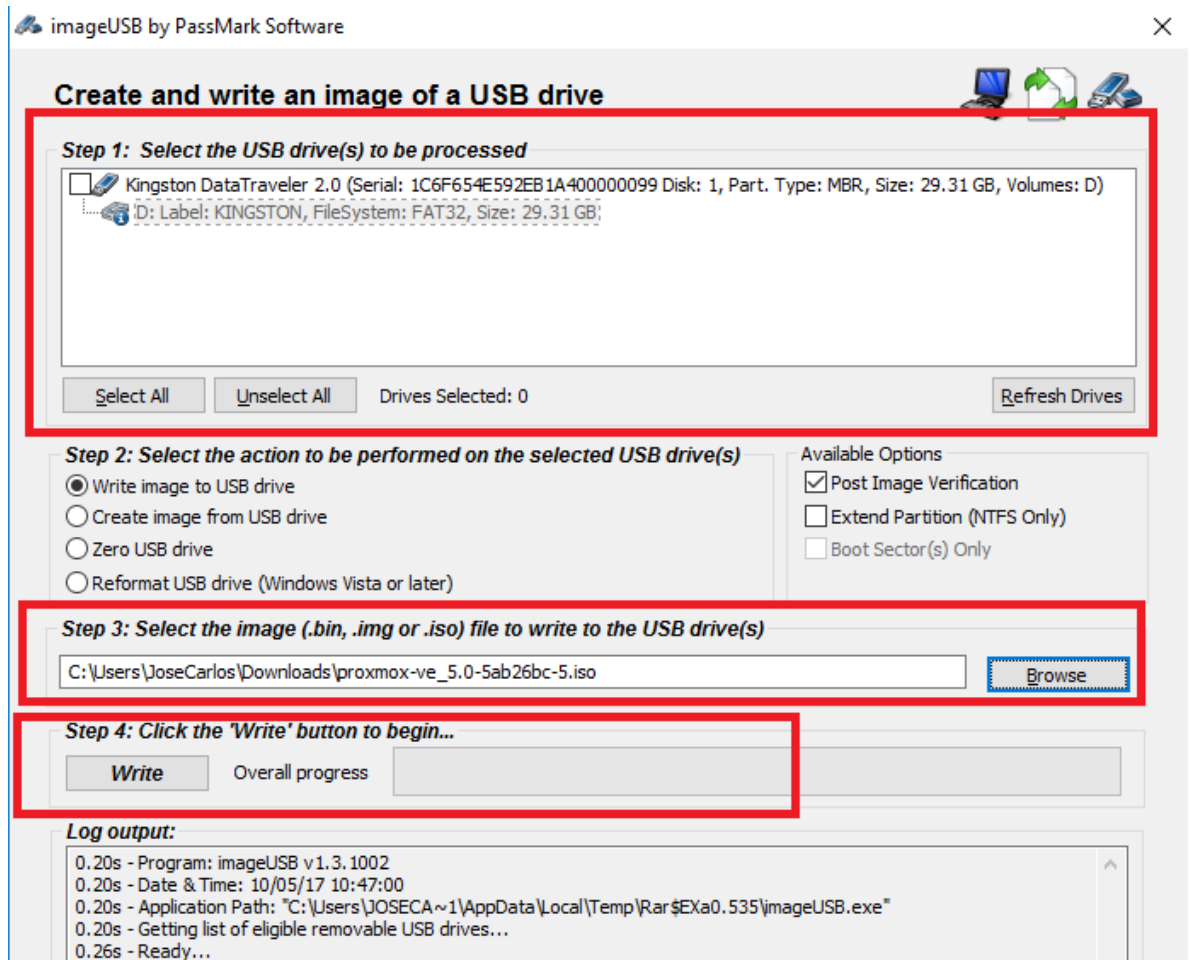 imageUSB by PassMark Software
Create and write an image of a USB drive
Step 1:  Select the USB drive(s) to be processed
Kingston DataTraveler 2.0 (Serial: 1C6F654E592EB1A400000099 Disk: 1, Part. Type: MBR, Size: 29.31 GB, Volumes: D)
D: Label: KINGSTON, FileSystem: FAT32, Size: 29.31 GB
Select All    Unselect All    Drives Selected: 0    Refresh Drives
Step 2: Select the action to be performed on the selected USB drive(s)
Write image to USB drive
Create image from USB drive
Zero USB drive
Reformat USB drive (Windows Vista or later)
Available Options
Post Image Verification
Extend Partition (NTFS Only)
Boot Sector(s) Only
Step 3: Select the image (.bin, .img or .iso) file to write to the USB drive(s)
C:\Users\JoseCarlos\Downloads\proxmox-ve_5.0-5ab26bc-5.iso    Browse
Step 4: Click the 'Write' button to begin...
Write    Overall progress
Log output:
0.20s - Program: imageUSB v1.3.1002
0.20s - Date & Time: 10/05/17 10:47:00
0.20s - Application Path: "C:\Users\JOSECA~1\AppData\Local\Temp\Rar$EXa0.535\imageUSB.exe"
0.20s - Getting list of eligible removable USB drives...
0.26s - Ready...